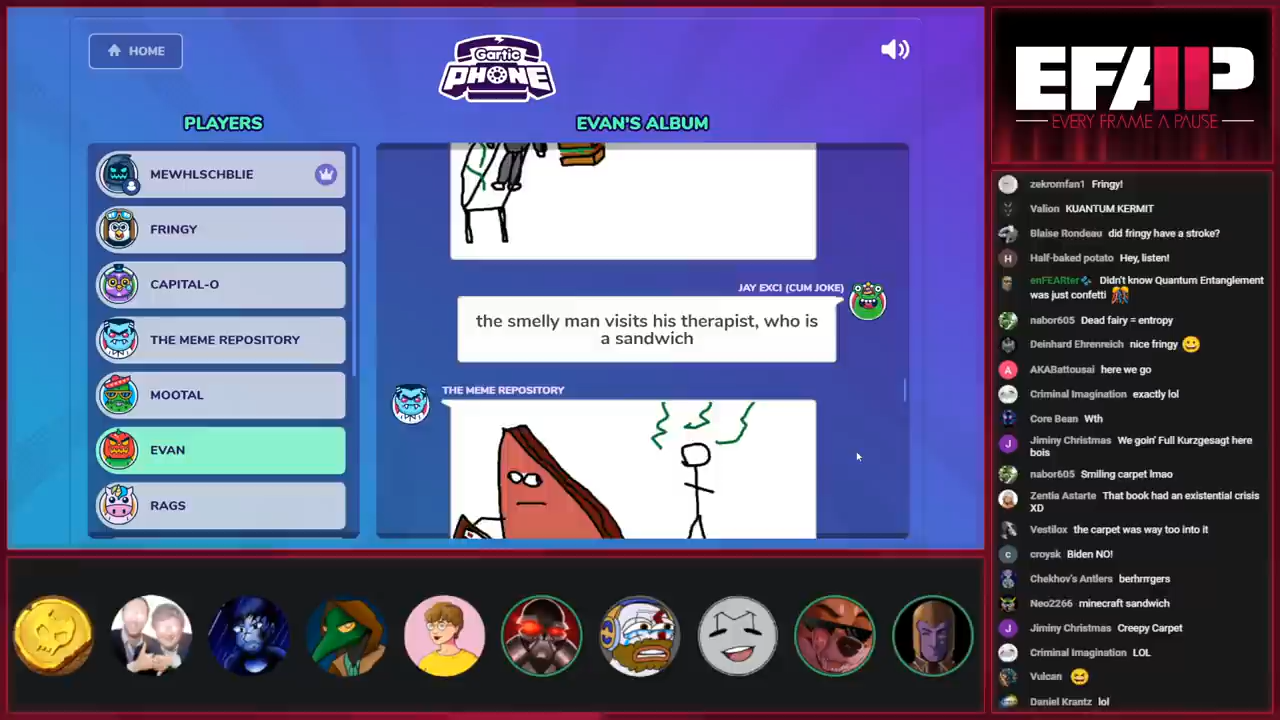 HOME
Gartic
PHONE
PLAYERS
EVAN'S ALBUM
MEWHLSCHBLIE
FRINGY
CAPITAL-O
THE MEME REPOSITORY
MOOTAL
EVAN
RAGS
JAY EXCI (CUM JOKE)
the smelly man visits his therapist, who is
a sandwich
THE MEME REPOSITORY
EFAP
EVERY FRAME A PAUSE
zekromfan1 Fringy!
Valion KUANTUM KERMIT
Blaise Rondeau did fringy have a stroke?
H Half-baked potato Hey, listen!
enFEARter Didn't know Quantum Entanglement
was just confetti
nabor605 Dead fairy = entropy
Deinhard Ehrenreich nice fringy
A AKABattousai here we go
Criminal Imagination exactly lol
Core Bean Wth
J Jiminy Christmas We goin' Full Kurzgesagt here
bois
nabor605 Smiling carpet lmao
Zentia Astarte That book had an existential crisis
XD
Vestilox the carpet was way too into it
c croysk Biden NO!
Chekhov's Antlers berhrrrgers
Neo2266 minecraft sandwich
J Jiminy Christmas Creepy Carpet
Criminal Imagination LOL
Vulcan
Daniel Krantz lol